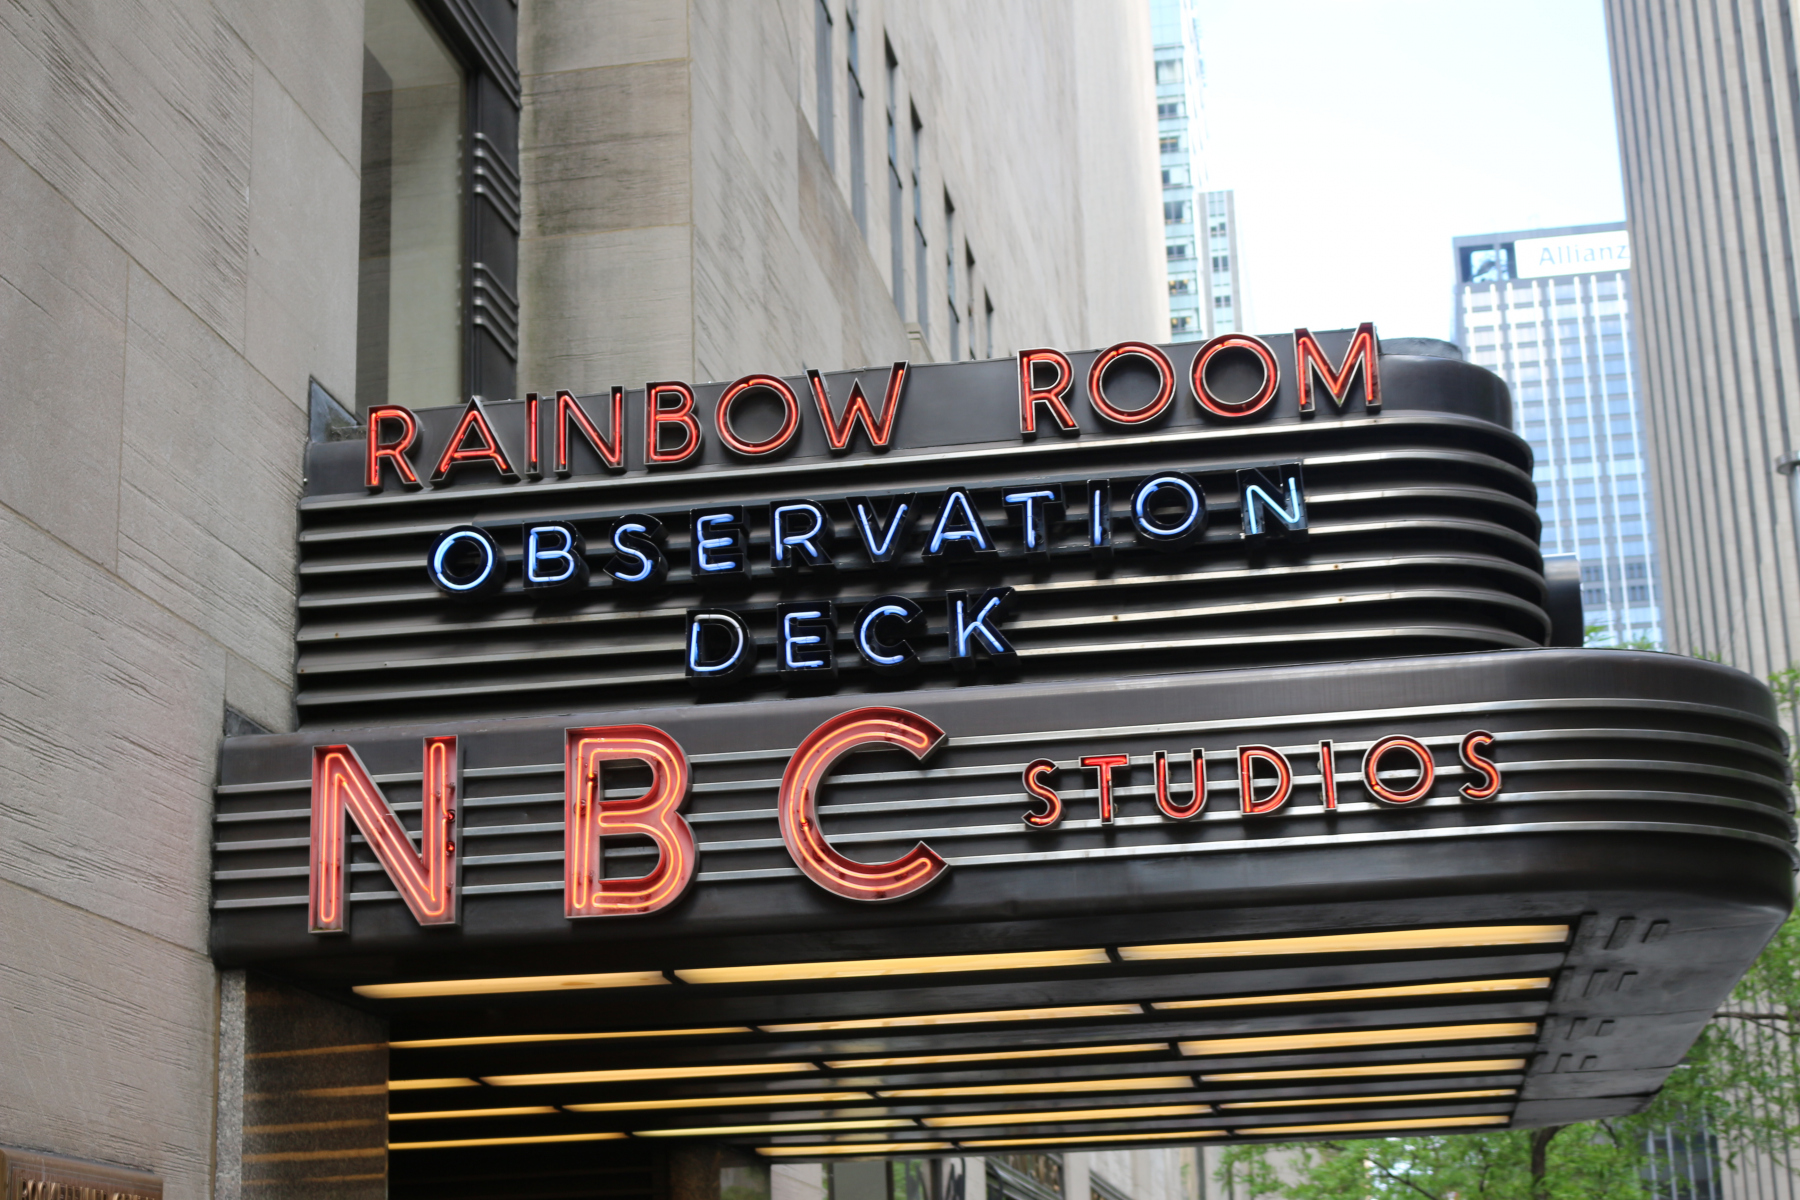 Allianz
RAINBOW ROOM
OBSERVATION
DECK
NBC STUDIOS